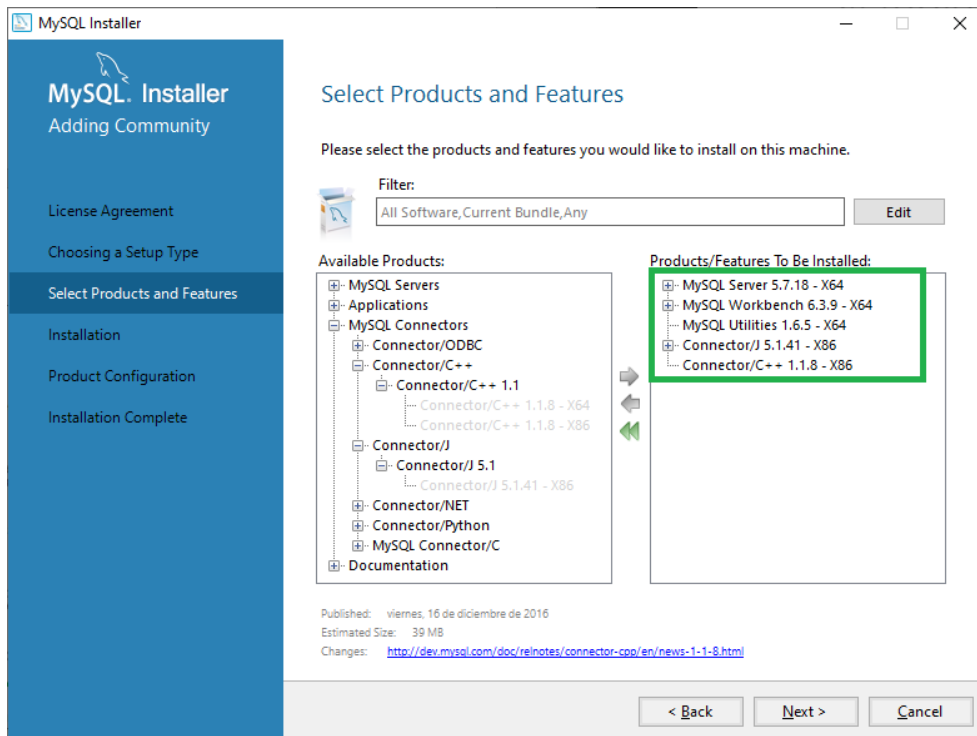 MySQL Installer
MySQL. Installer
Adding Community
License Agreement
Choosing a Setup Type
Select Products and Features
Installation
Product Configuration
Installation Complete
Select Products and Features
Please select the products and features you would like to install on this machine.
Filter:
All Software,Current Bundle,Any
Edit
Available Products:
MySQL Servers
Applications
MySQL Connectors
Connector/ODBC
Connector/C++
Connector/C++ 1.1
Connector/C++ 1.1.8 - X64
Connector/C++ 1.1.8 - X86
Connector/J
Connector/J 5.1
Connector/J 5.1.41 - X86
Connector/NET
Connector/Python
MySQL Connector/C
Documentation
Products/Features To Be Installed:
MySQL Server 5.7.18 - X64
MySQL Workbench 6.3.9 - X64
MySQL Utilities 1.6.5 - X64
Connector/J 5.1.41 - X86
Connector/C++ 1.1.8 - X86
Published: viernes, 16 de diciembre de 2016
Estimated Size: 39 MB
Changes: http://dev.mysql.com/doc/relnotes/connector-cpp/en/news-1-1-8.html
< Back
Next >
Cancel